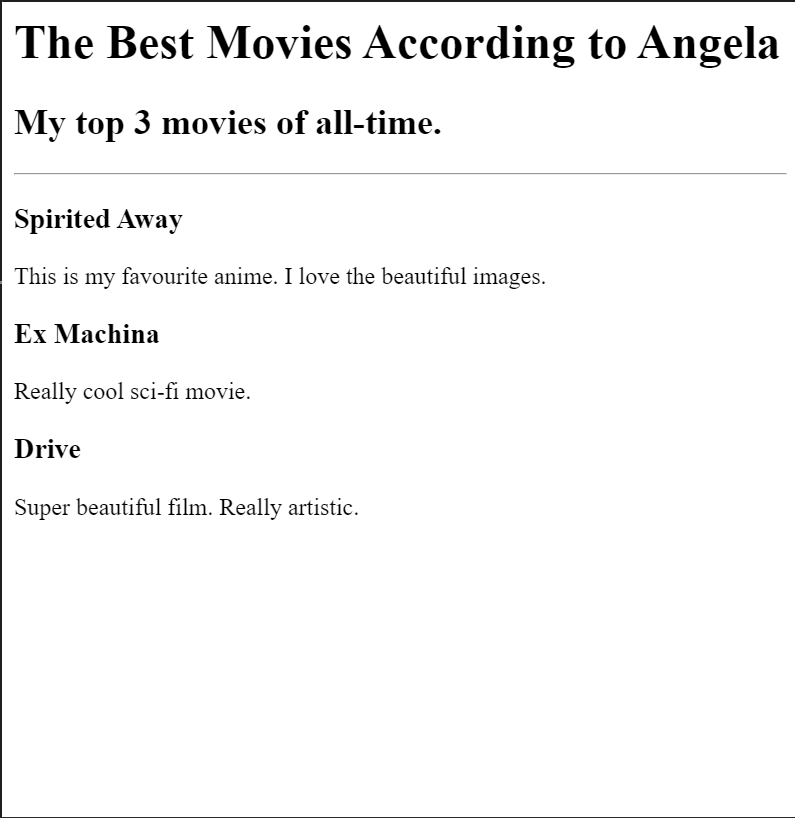 The Best Movies According to Angela
My top 3 movies of all-time.
Spirited Away
This is my favourite anime. I love the beautiful images.
Ex Machina
Really cool sci-fi movie.
Drive
Super beautiful film. Really artistic.